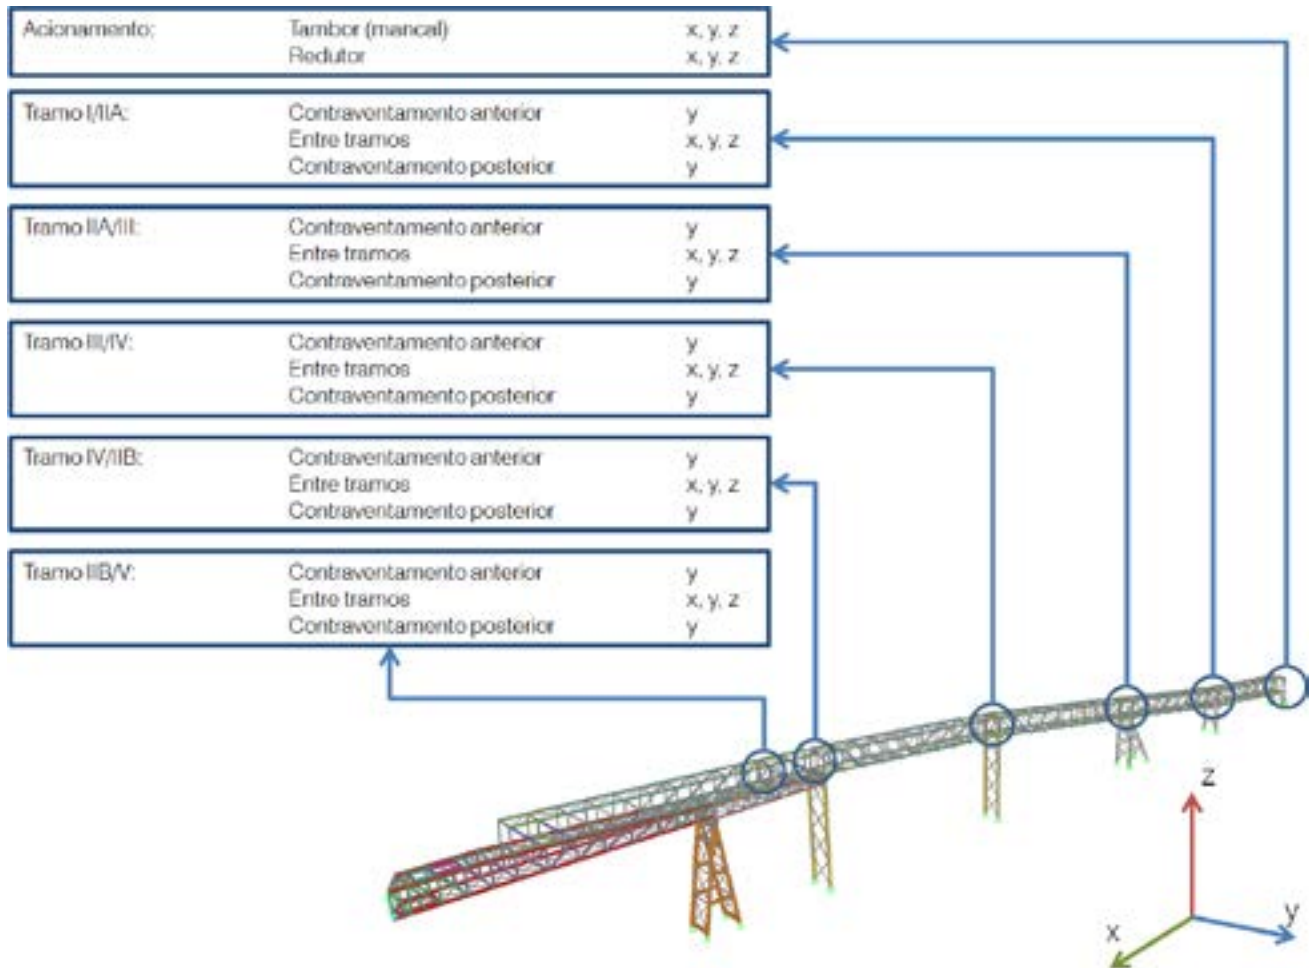 Acionamento: Tambor (mancal) x, y, z
Redutor x, y, z
Tramo I/IIA: Contraventamento anterior y
Entre tramos x, y, z
Contraventamento posterior y
Tramo IIA/III: Contraventamento anterior y
Entre tramos x, y, z
Contraventamento posterior y
Tramo III/IV: Contraventamento anterior y
Entre tramos x, y, z
Contraventamento posterior y
Tramo IV/IIB: Contraventamento anterior y
Entre tramos x, y, z
Contraventamento posterior y
Tramo IIB/V: Contraventamento anterior y
Entre tramos x, y, z
Contraventamento posterior y
z
y
x